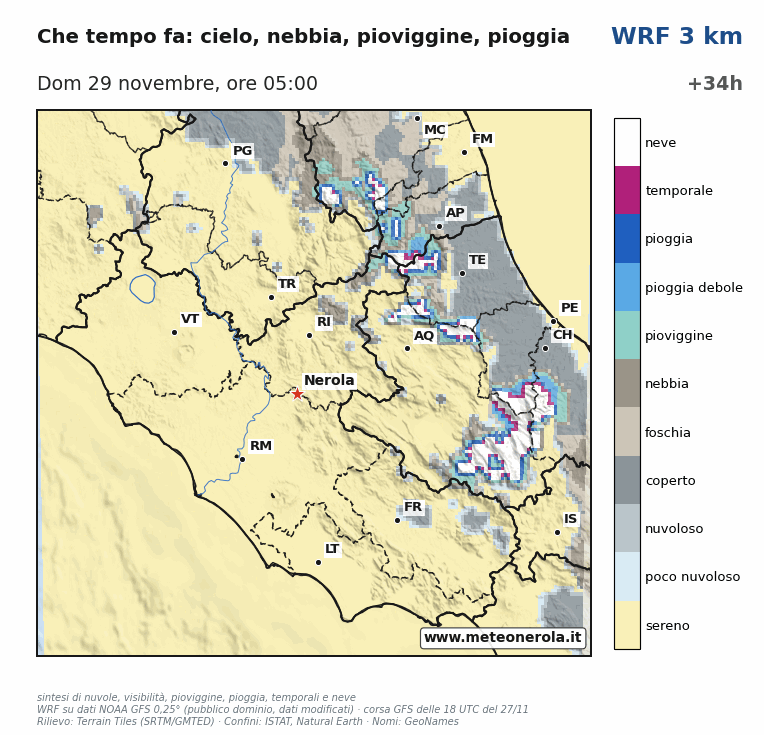 Che tempo fa: cielo, nebbia, pioviggine, pioggia
WRF 3 km
Dom 29 novembre, ore 05:00
+34h
MC
FM
PG
AP
TE
TR
PE
VT
RI
AQ
CH
Nerola
RM
FR
IS
LT
www.meteonerola.it
neve
temporale
pioggia
pioggia debole
pioviggine
nebbia
foschia
coperto
nuvoloso
poco nuvoloso
sereno
sintesi di nuvole, visibilità, pioviggine, pioggia, temporali e neve
WRF su dati NOAA GFS 0,25° (pubblico dominio, dati modificati) · corsa GFS delle 18 UTC del 27/11
Rilievo: Terrain Tiles (SRTM/GMTED) · Confini: ISTAT, Natural Earth · Nomi: GeoNames